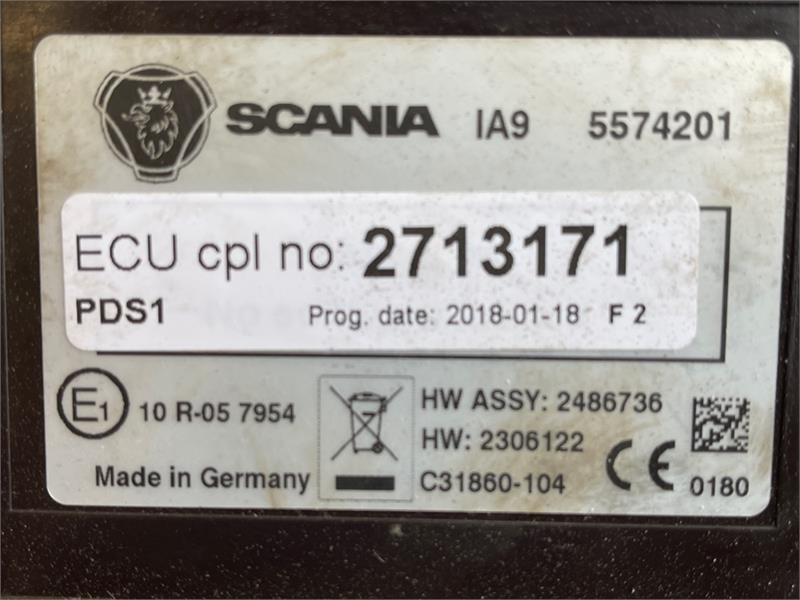 SCANIA IA9 5574201
ECU cpl no: 2713171
PDS1 Prog. date: 2018-01-18 F 2
E1 10 R-05 7954
HW ASSY: 2486736
HW: 2306122
Made in Germany C31860-104 CE 0180